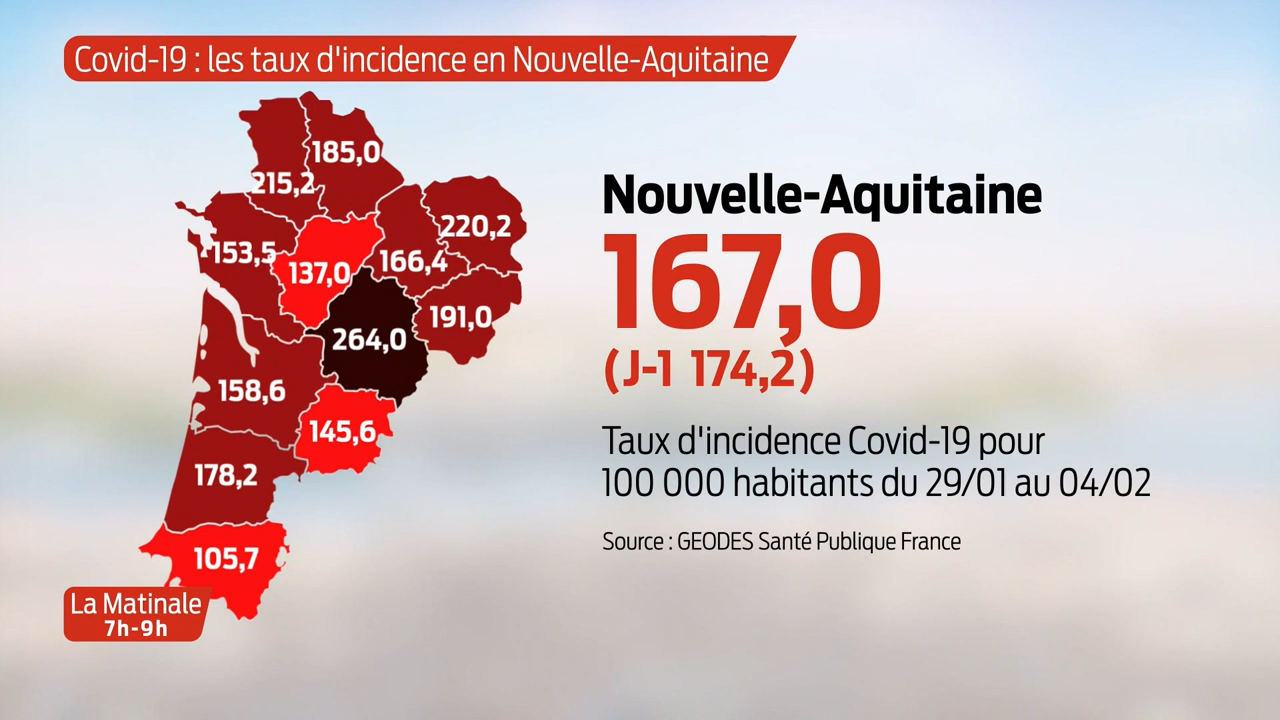 Covid-19 : les taux d'incidence en Nouvelle-Aquitaine
185,0
215,2
220,2
153,5
166,4
137,0
191,0
264,0
158,6
145,6
178,2
105,7
Nouvelle-Aquitaine
167,0
(J-1 174,2)
Taux d'incidence Covid-19 pour
100 000 habitants du 29/01 au 04/02
Source : GEODES Santé Publique France
La Matinale
7h-9h